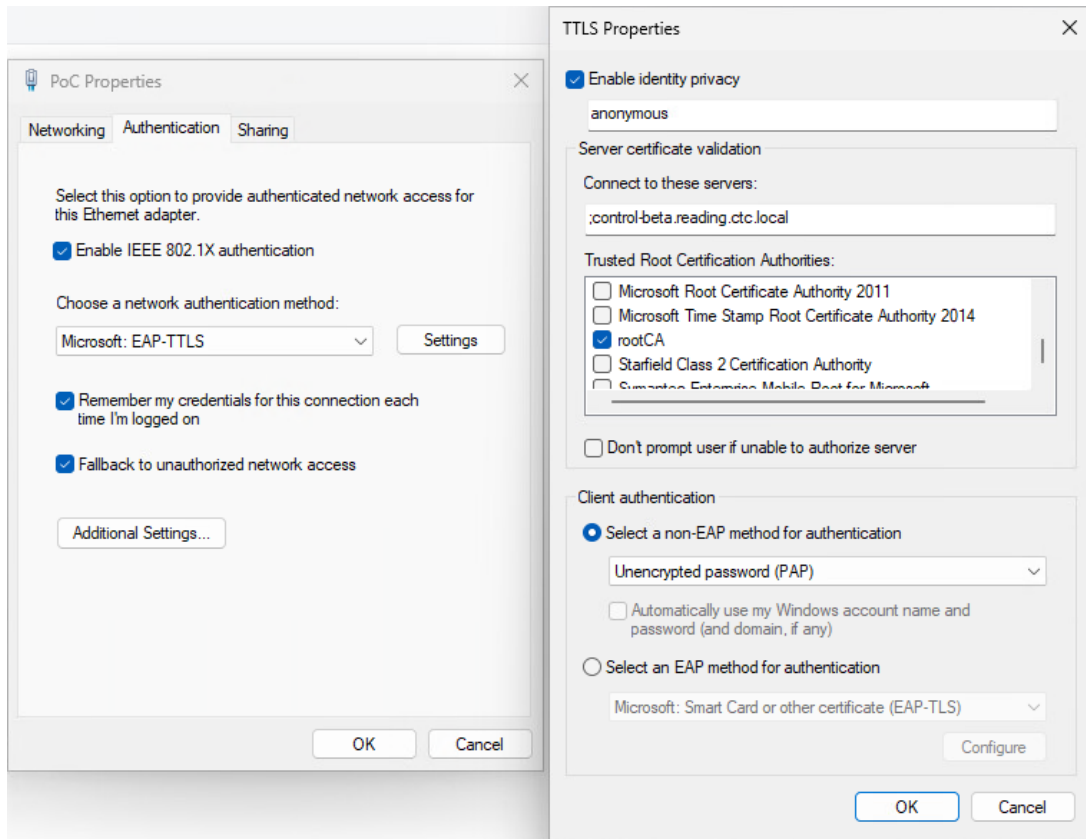 PoC Properties
Networking
Authentication
Sharing
Select this option to provide authenticated network access for
this Ethernet adapter.
Enable IEEE 802.1X authentication
Choose a network authentication method:
Microsoft: EAP-TTLS
Settings
Remember my credentials for this connection each
time I'm logged on
Fallback to unauthorized network access
Additional Settings...
OK
Cancel
TTLS Properties
Enable identity privacy
anonymous
Server certificate validation
Connect to these servers:
;control-beta.reading.ctc.local
Trusted Root Certification Authorities:
Microsoft Root Certificate Authority 2011
Microsoft Time Stamp Root Certificate Authority 2014
rootCA
Starfield Class 2 Certification Authority
Symantec Enterprise Mobile Root for Microsoft
Don't prompt user if unable to authorize server
Client authentication
Select a non-EAP method for authentication
Unencrypted password (PAP)
Automatically use my Windows account name and
password (and domain, if any)
Select an EAP method for authentication
Microsoft: Smart Card or other certificate (EAP-TLS)
Configure
OK
Cancel